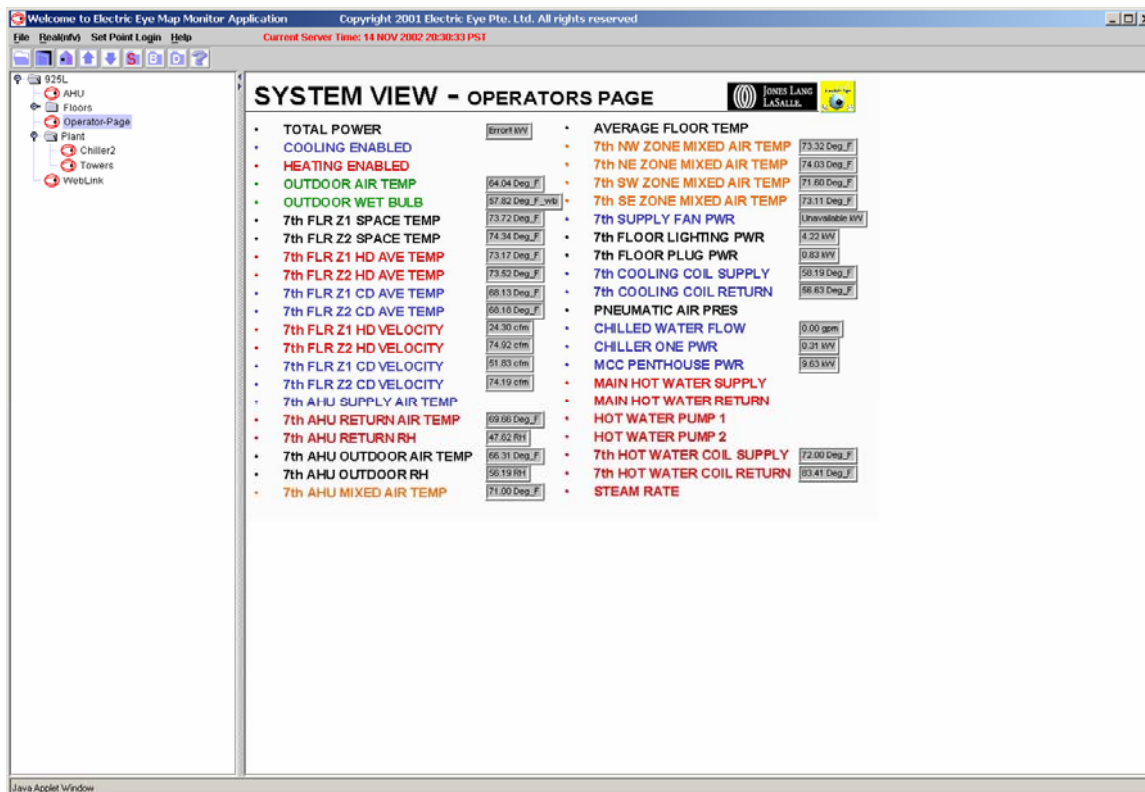 Welcome to Electric Eye Map Monitor Application Copyright 2001 Electric Eye Pte. Ltd. All rights reserved
File Real(nfv) Set Point Login Help Current Server Time: 14 NOV 2002 20:30:33 PST
925L
AHU
Floors
Operator-Page
Plant
Chiller2
Towers
WebLink
SYSTEM VIEW - OPERATORS PAGE
JONES LANG
LASALLE.
• TOTAL POWER Error!! kW
• COOLING ENABLED
• HEATING ENABLED
• OUTDOOR AIR TEMP 64.04 Deg_F
• OUTDOOR WET BULB 57.82 Deg_F_wb
• 7th FLR Z1 SPACE TEMP 73.72 Deg_F
• 7th FLR Z2 SPACE TEMP 74.34 Deg_F
• 7th FLR Z1 HD AVE TEMP 73.17 Deg_F
• 7th FLR Z2 HD AVE TEMP 73.52 Deg_F
• 7th FLR Z1 CD AVE TEMP 68.13 Deg_F
• 7th FLR Z2 CD AVE TEMP 68.18 Deg_F
• 7th FLR Z1 HD VELOCITY 24.30 cfm
• 7th FLR Z2 HD VELOCITY 74.92 cfm
• 7th FLR Z1 CD VELOCITY 51.83 cfm
• 7th FLR Z2 CD VELOCITY 74.19 cfm
• 7th AHU SUPPLY AIR TEMP
• 7th AHU RETURN AIR TEMP 69.66 Deg_F
• 7th AHU RETURN RH 47.62 RH
• 7th AHU OUTDOOR AIR TEMP 66.31 Deg_F
• 7th AHU OUTDOOR RH 56.19 RH
• 7th AHU MIXED AIR TEMP 71.00 Deg_F
• AVERAGE FLOOR TEMP
• 7th NW ZONE MIXED AIR TEMP 73.32 Deg_F
• 7th NE ZONE MIXED AIR TEMP 74.03 Deg_F
• 7th SW ZONE MIXED AIR TEMP 71.60 Deg_F
• 7th SE ZONE MIXED AIR TEMP 73.11 Deg_F
• 7th SUPPLY FAN PWR Unavailable kW
• 7th FLOOR LIGHTING PWR 4.22 kW
• 7th FLOOR PLUG PWR 0.83 kW
• 7th COOLING COIL SUPPLY 58.19 Deg_F
• 7th COOLING COIL RETURN 56.63 Deg_F
• PNEUMATIC AIR PRES
• CHILLED WATER FLOW 0.00 gpm
• CHILLER ONE PWR 0.31 kW
• MCC PENTHOUSE PWR 9.63 kW
• MAIN HOT WATER SUPPLY
• MAIN HOT WATER RETURN
• HOT WATER PUMP 1
• HOT WATER PUMP 2
• 7th HOT WATER COIL SUPPLY 72.00 Deg_F
• 7th HOT WATER COIL RETURN 83.41 Deg_F
• STEAM RATE
Java Applet Window